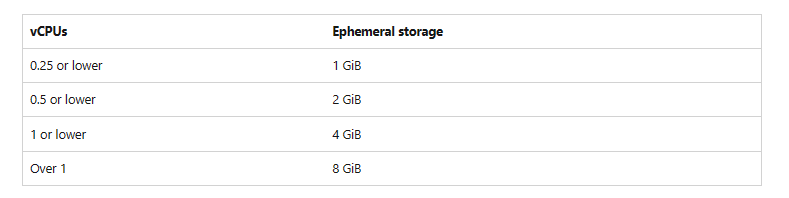 vCPUs Ephemeral storage
0.25 or lower 1 GiB
0.5 or lower 2 GiB
1 or lower 4 GiB
Over 1 8 GiB